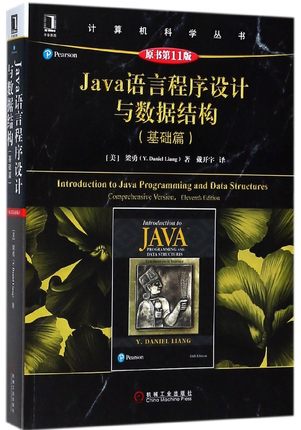 计算机科学丛书
原书第11版
Pearson
Java语言程序设计
与数据结构
(基础篇)
[美] 梁勇 (Y. Daniel Liang) 著 戴开宇 译
Introduction to Java Programming and Data Structures
Comprehensive Version, Eleventh Edition
Introduction to
JAVA
PROGRAMMING AND
DATA STRUCTURES
Y. DANIEL LIANG
Pearson
机械工业出版社
Java语言程序设计
与数据结构
(基础篇)